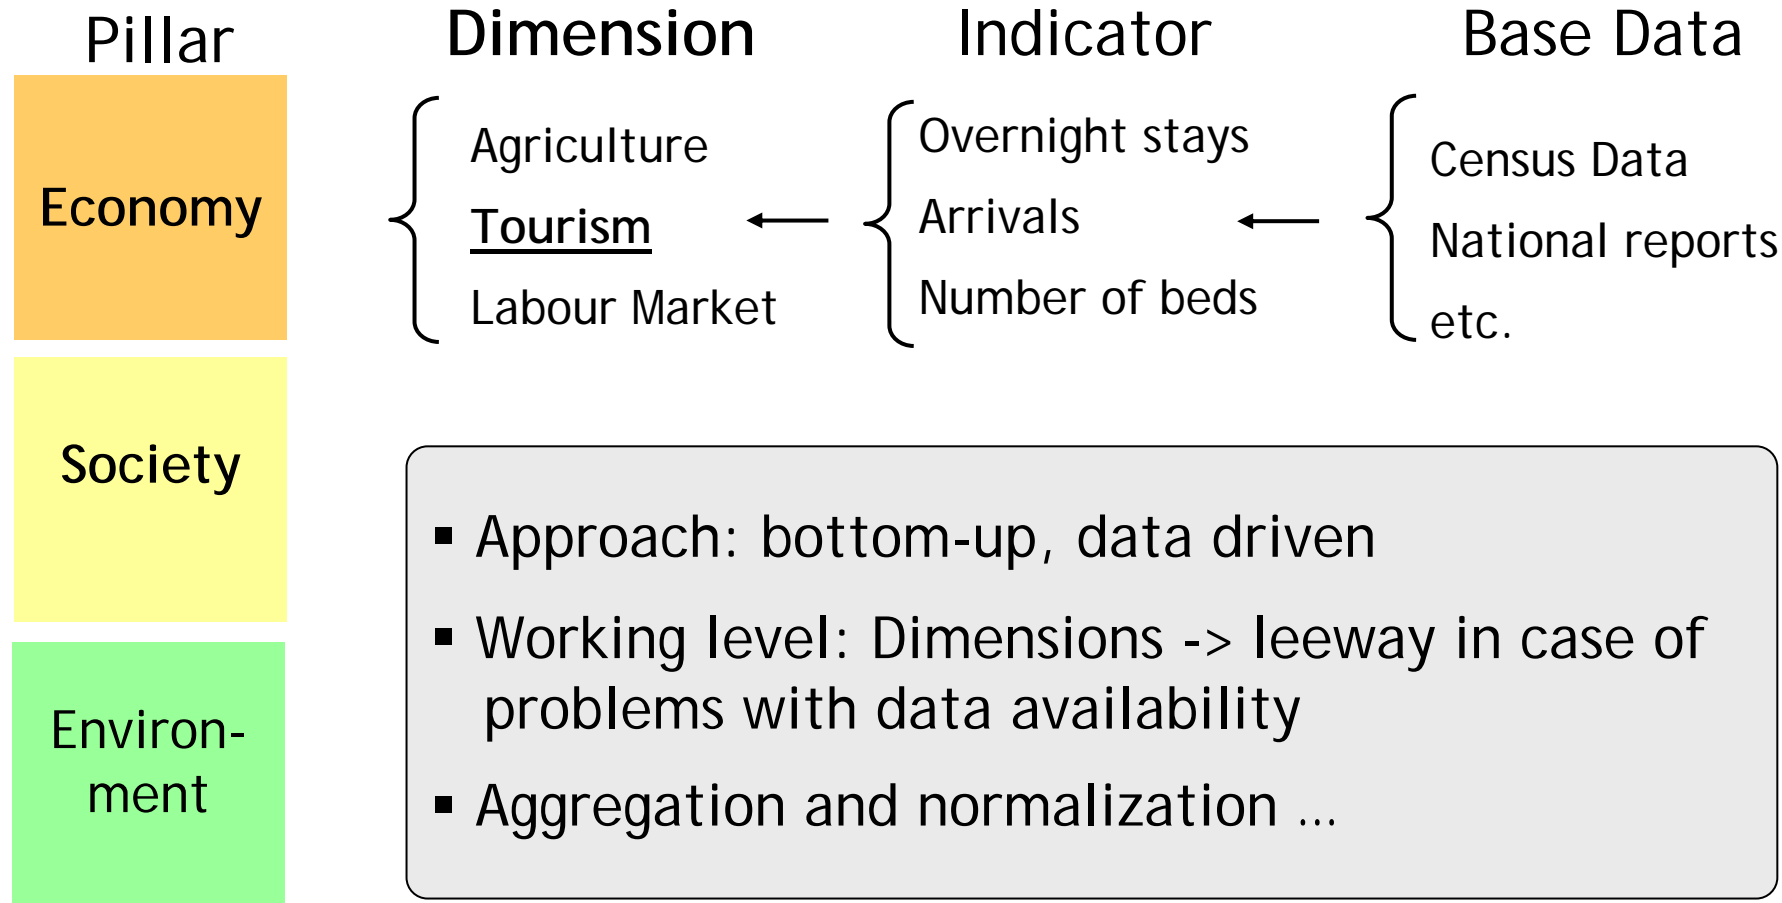 Pillar
Dimension
Indicator
Base Data
Economy
Agriculture
Tourism
Labour Market
Overnight stays
Arrivals
Number of beds
Census Data
National reports
etc.
Society
Environ-
ment
▪ Approach: bottom-up, data driven
▪ Working level: Dimensions -> leeway in case of
problems with data availability
▪ Aggregation and normalization ...